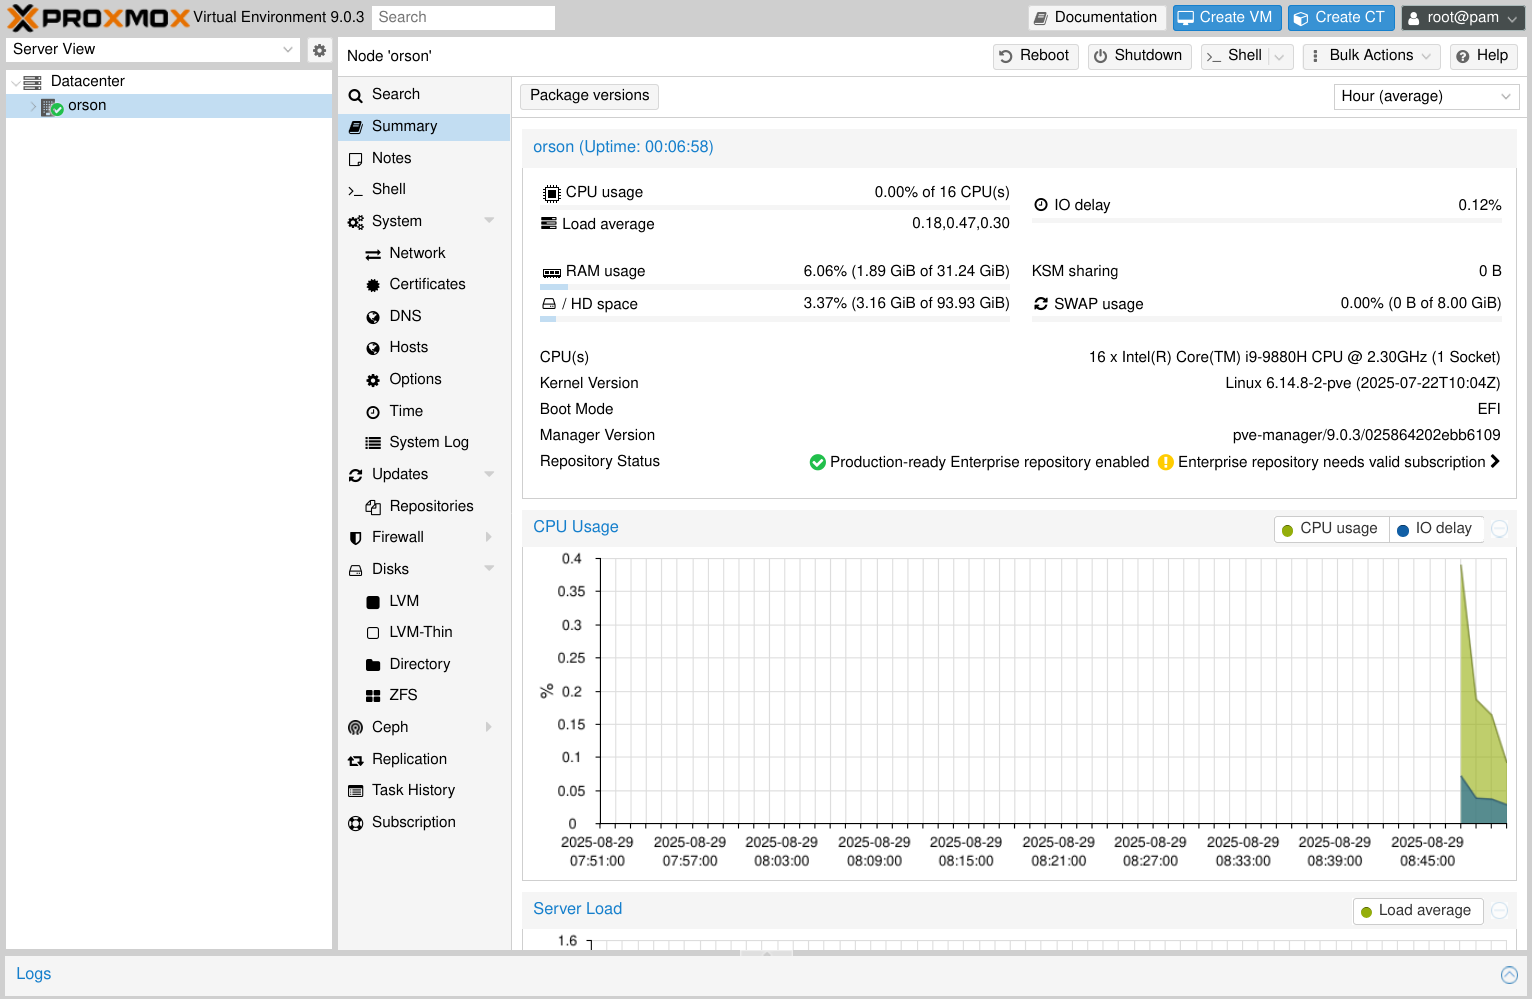 PROXMOX Virtual Environment 9.0.3 Search Documentation Create VM Create CT root@pam
Server View
Node 'orson' Reboot Shutdown Shell Bulk Actions Help
Datacenter
orson
Search
Summary
Notes
Shell
System
Network
Certificates
DNS
Hosts
Options
Time
System Log
Updates
Repositories
Firewall
Disks
LVM
LVM-Thin
Directory
ZFS
Ceph
Replication
Task History
Subscription
Package versions Hour (average)
orson (Uptime: 00:06:58)
CPU usage 0.00% of 16 CPU(s)
Load average 0.18,0.47,0.30
IO delay 0.12%
RAM usage 6.06% (1.89 GiB of 31.24 GiB)
/ HD space 3.37% (3.16 GiB of 93.93 GiB)
KSM sharing 0 B
SWAP usage 0.00% (0 B of 8.00 GiB)
CPU(s) 16 x Intel(R) Core(TM) i9-9880H CPU @ 2.30GHz (1 Socket)
Kernel Version Linux 6.14.8-2-pve (2025-07-22T10:04Z)
Boot Mode EFI
Manager Version pve-manager/9.0.3/025864202ebb6109
Repository Status Production-ready Enterprise repository enabled Enterprise repository needs valid subscription
CPU Usage CPU usage IO delay
0.4
0.35
0.3
0.25
% 0.2
0.15
0.1
0.05
0
2025-08-29 2025-08-29 2025-08-29 2025-08-29 2025-08-29 2025-08-29 2025-08-29 2025-08-29 2025-08-29 2025-08-29
07:51:00 07:57:00 08:03:00 08:09:00 08:15:00 08:21:00 08:27:00 08:33:00 08:39:00 08:45:00
Server Load Load average
1.6
Logs